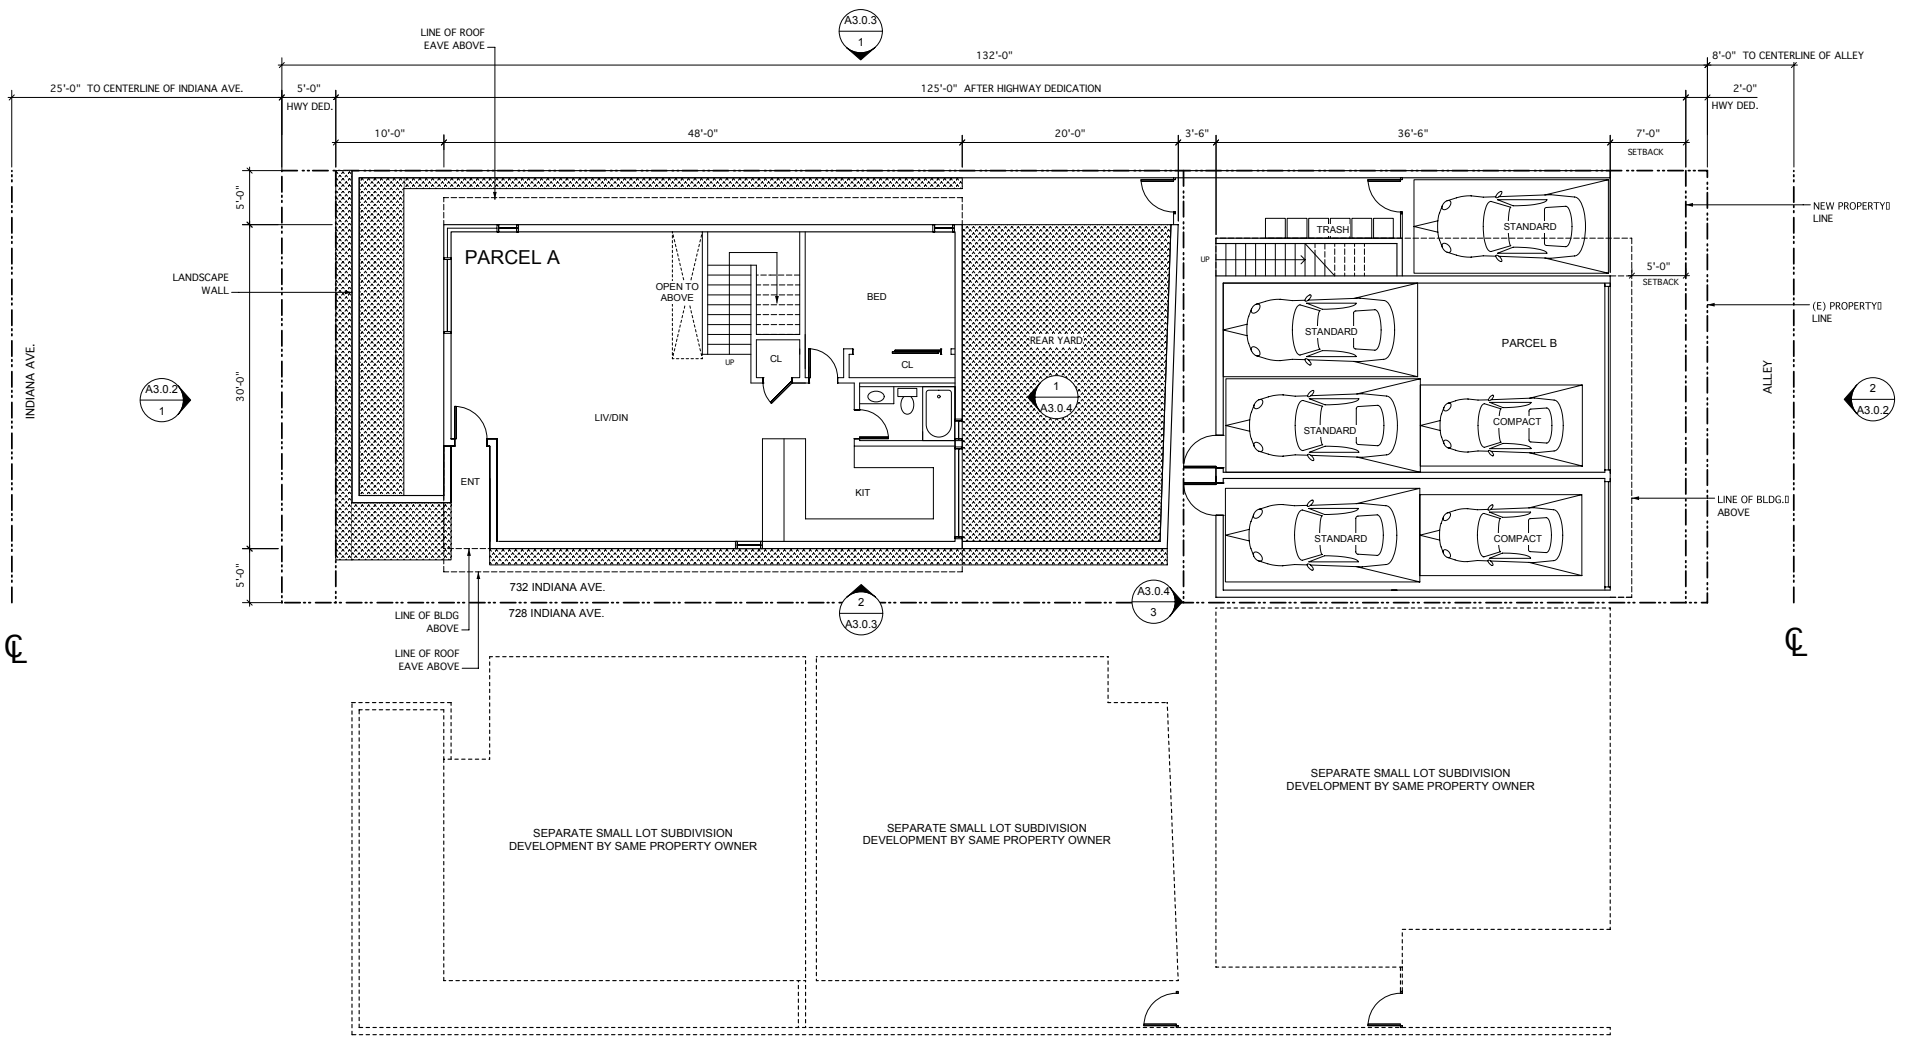 A3.0.3
1
LINE OF ROOF
EAVE ABOVE
132'-0"
8'-0" TO CENTERLINE OF ALLEY
25'-0" TO CENTERLINE OF INDIANA AVE.
5'-0"
HWY DED.
125'-0" AFTER HIGHWAY DEDICATION
2'-0"
HWY DED.
10'-0"
48'-0"
20'-0"
3'-6"
36'-6"
7'-0"
SETBACK
5'-0"
30'-0"
5'-0"
NEW PROPERTY
LINE
TRASH
STANDARD
UP
5'-0"
SETBACK
PARCEL A
LANDSCAPE
WALL
OPEN TO
ABOVE
BED
UP
CL
CL
(E) PROPERTY
LINE
STANDARD
PARCEL B
REAR YARD
INDIANA AVE.
ALLEY
A3.0.2
1
1
A3.0.4
2
A3.0.2
LIV/DIN
STANDARD
COMPACT
ENT
KIT
LINE OF BLDG.
ABOVE
STANDARD
COMPACT
732 INDIANA AVE.
728 INDIANA AVE.
2
A3.0.3
A3.0.4
3
LINE OF BLDG
ABOVE
LINE OF ROOF
EAVE ABOVE
CL
CL
SEPARATE SMALL LOT SUBDIVISION
DEVELOPMENT BY SAME PROPERTY OWNER
SEPARATE SMALL LOT SUBDIVISION
DEVELOPMENT BY SAME PROPERTY OWNER
SEPARATE SMALL LOT SUBDIVISION
DEVELOPMENT BY SAME PROPERTY OWNER